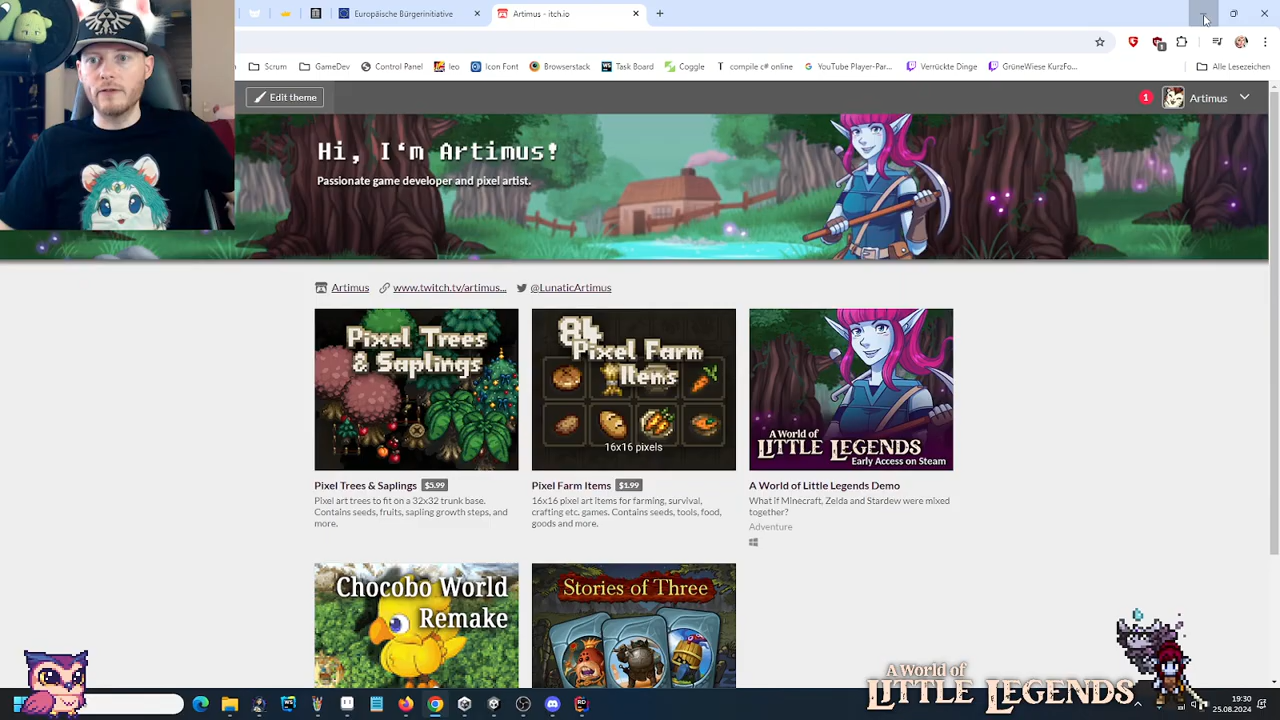 Europäische Bürgerinitiative
Artimus - itch.io
Scrum
GameDev
Control Panel
leo
Icon Font
Browserstack
Task Board
Coggle
compile c# online
YouTube Player-Par...
Verrückte Dinge
GrüneWiese KurzFo...
Alle Lesezeichen
Edit theme
1
Artimus
Hi, I'm Artimus!
Passionate game developer and pixel artist.
Artimus
www.twitch.tv/artimus...
@LunaticArtimus
Pixel Trees
& Saplings
84
Pixel Farm
Items
16x16 pixels
A World of
LITTLE LEGENDS
Early Access on Steam
Pixel Trees & Saplings $5.99
Pixel art trees to fit on a 32x32 trunk base.
Contains seeds, fruits, sapling growth steps, and
more.
Pixel Farm Items $1.99
16x16 pixel art items for farming, survival,
crafting etc. games. Contains seeds, tools, food,
goods and more.
A World of Little Legends Demo
What if Minecraft, Zelda and Stardew were mixed
together?
Adventure
Chocobo World
Remake
Stories of Three
A World of
LITTLE LEGENDS
19:30
25.08.2024